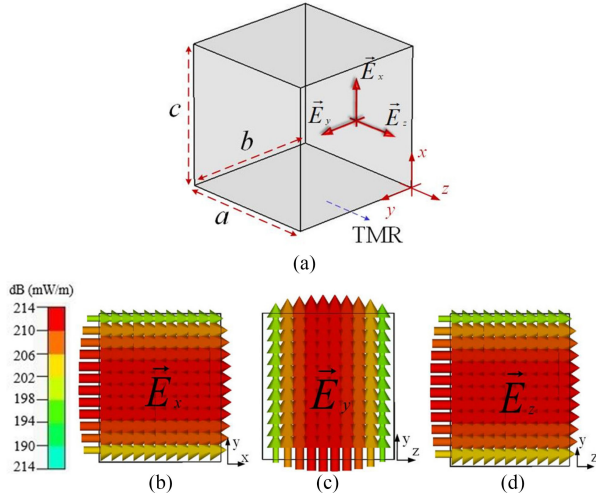 E⃗x
E⃗y
E⃗z
c
b
a
x
z
y
TMR
(a)
dB (mW/m)
214
210
206
202
198
194
190
214
E⃗x
y
x
E⃗y
y
z
E⃗z
y
z
(b)
(c)
(d)